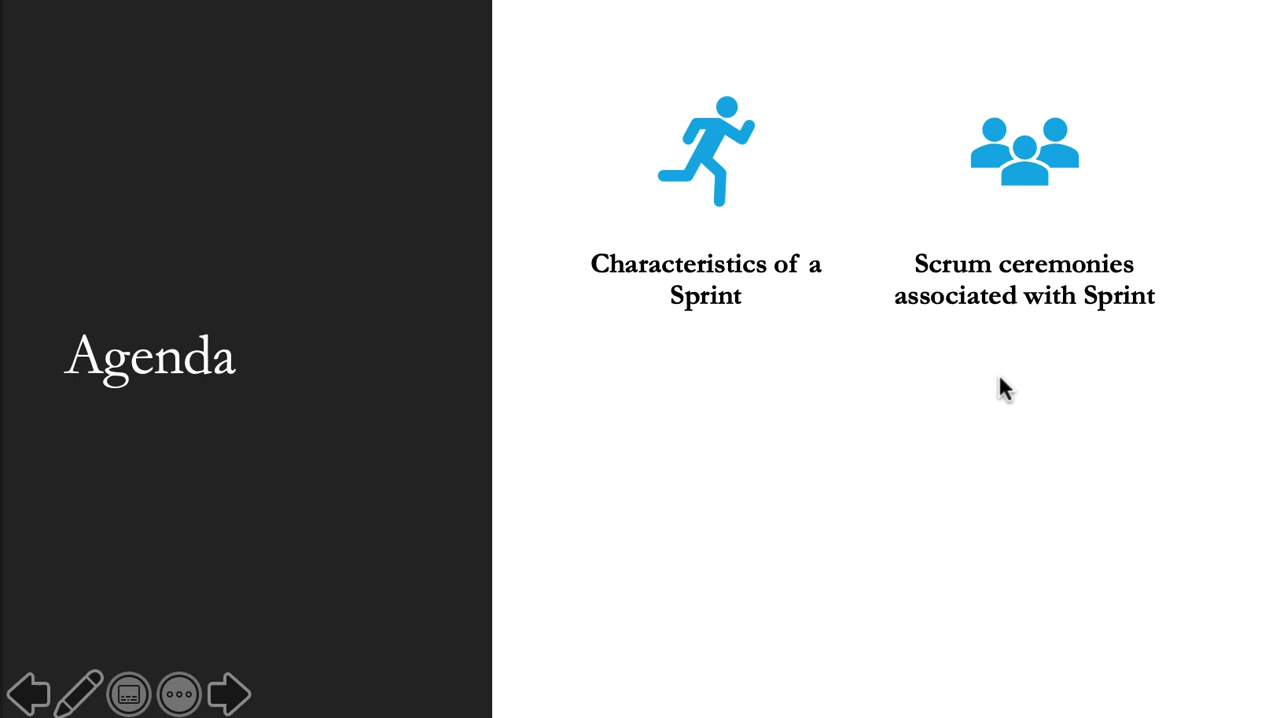 Agenda
Characteristics of a
Sprint
Scrum ceremonies
associated with Sprint